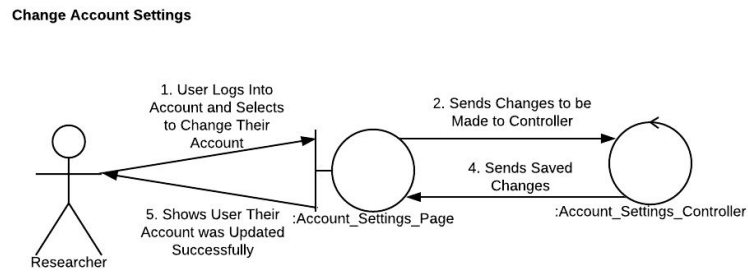 Change Account Settings
1. User Logs Into
Account and Selects
to Change Their
Account
2. Sends Changes to be
Made to Controller
4. Sends Saved
Changes
5. Shows User Their
Account was Updated
Successfully
:Account_Settings_Page
:Account_Settings_Controller
Researcher